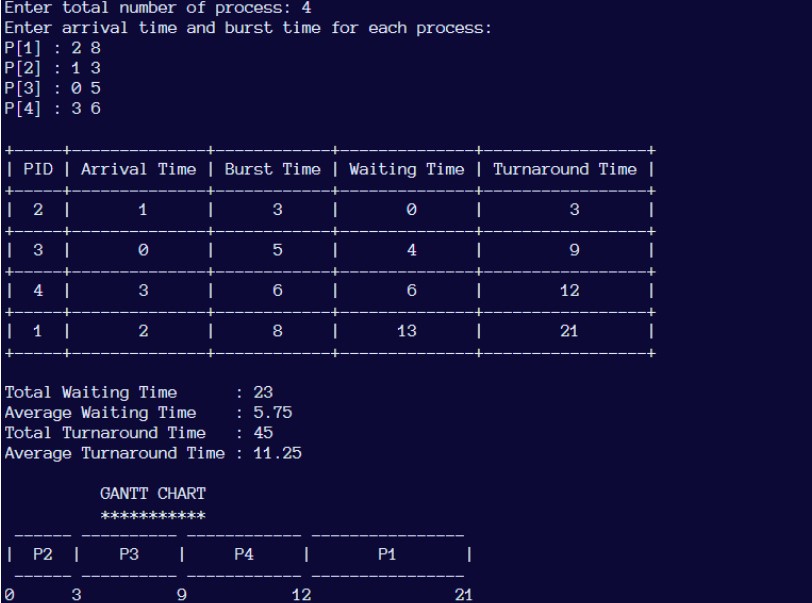 Enter total number of process: 4
Enter arrival time and burst time for each process:
P[1] : 2 8
P[2] : 1 3
P[3] : 0 5
P[4] : 3 6
| PID | Arrival Time | Burst Time | Waiting Time | Turnaround Time |
| 2 | 1 | 3 | 0 | 3 |
| 3 | 0 | 5 | 4 | 9 |
| 4 | 3 | 6 | 6 | 12 |
| 1 | 2 | 8 | 13 | 21 |
Total Waiting Time : 23
Average Waiting Time : 5.75
Total Turnaround Time : 45
Average Turnaround Time : 11.25
GANTT CHART
***********
| P2 | P3 | P4 | P1 |
0 3 9 12 21